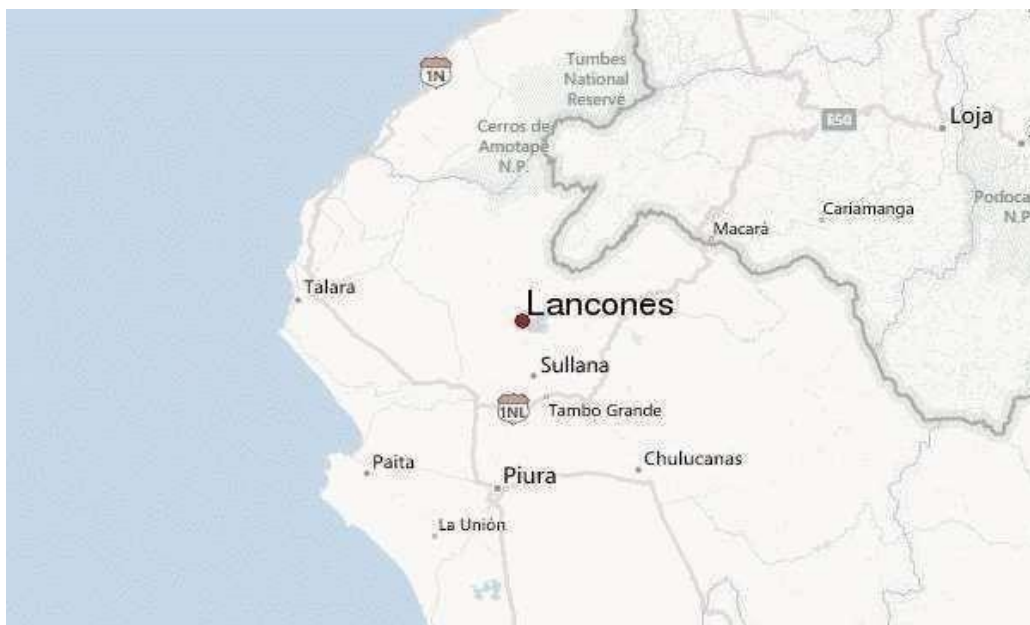 1N
Tumbes
National
Reserve
Cerros de
Amotape
N.P.
E50
Loja
Podoca
N.P
Cariamanga
Macará
Talara
Lancones
Sullana
1NL
Tambo Grande
Paita
Piura
Chulucanas
La Unión